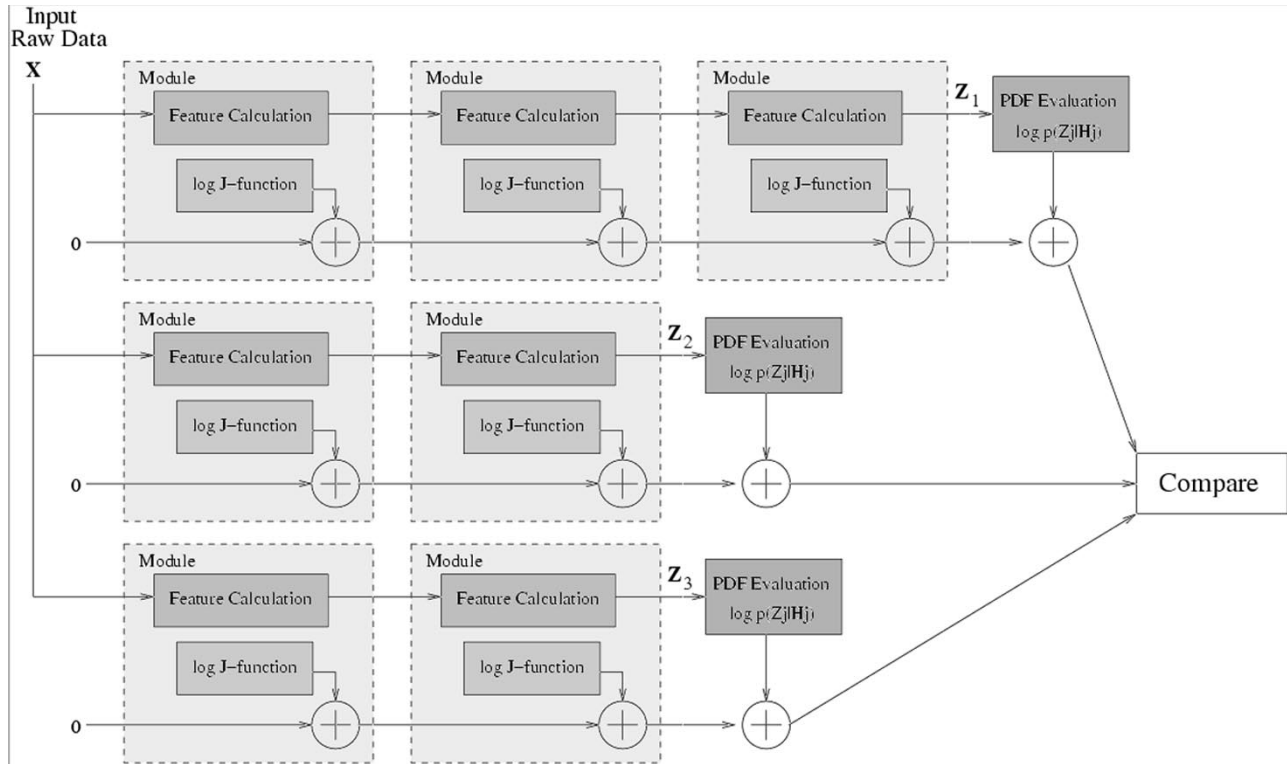 Input
Raw Data
X
Module
Module
Module
Feature Calculation
Feature Calculation
Feature Calculation
Z1
PDF Evaluation
log p(Zj|Hj)
log J-function
log J-function
log J-function
0
Module
Module
Feature Calculation
Feature Calculation
Z2
PDF Evaluation
log p(Zj|Hj)
log J-function
log J-function
0
Compare
Module
Module
Feature Calculation
Feature Calculation
Z3
PDF Evaluation
log p(Zj|Hj)
log J-function
log J-function
0